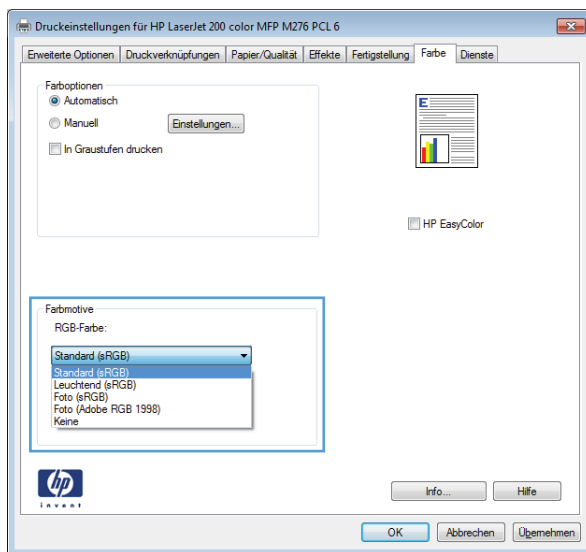 Druckeinstellungen für HP LaserJet 200 color MFP M276 PCL 6
Erweiterte Optionen Druckverknüpfungen Papier/Qualität Effekte Fertigstellung Farbe Dienste
Farboptionen
Automatisch
Manuell Einstellungen...
In Graustufen drucken
E
HP EasyColor
Farbmotive
RGB-Farbe:
Standard (sRGB)
Standard (sRGB)
Leuchtend (sRGB)
Foto (sRGB)
Foto (Adobe RGB 1998)
Keine
hp
invent
Info... Hilfe
OK Abbrechen Übernehmen